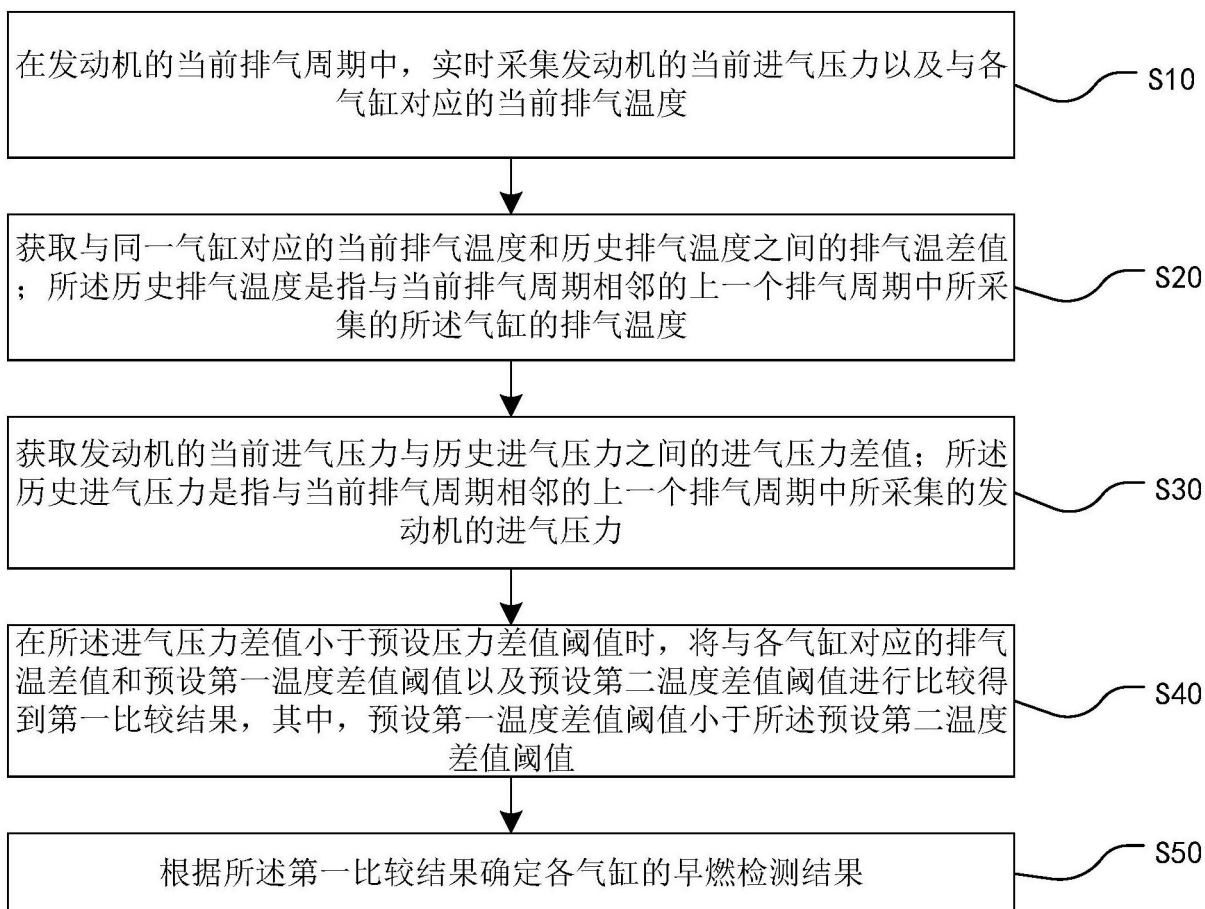 在发动机的当前排气周期中，实时采集发动机的当前进气压力以及与各
气缸对应的当前排气温度
S10
获取与同一气缸对应的当前排气温度和历史排气温度之间的排气温差值
；所述历史排气温度是指与当前排气周期相邻的上一个排气周期中所采
集的所述气缸的排气温度
S20
获取发动机的当前进气压力与历史进气压力之间的进气压力差值；所述
历史进气压力是指与当前排气周期相邻的上一个排气周期中所采集的发
动机的进气压力
S30
在所述进气压力差值小于预设压力差值阈值时，将与各气缸对应的排气
温差值和预设第一温度差值阈值以及预设第二温度差值阈值进行比较得
到第一比较结果，其中，预设第一温度差值阈值小于所述预设第二温度
差值阈值
S40
根据所述第一比较结果确定各气缸的早燃检测结果
S50